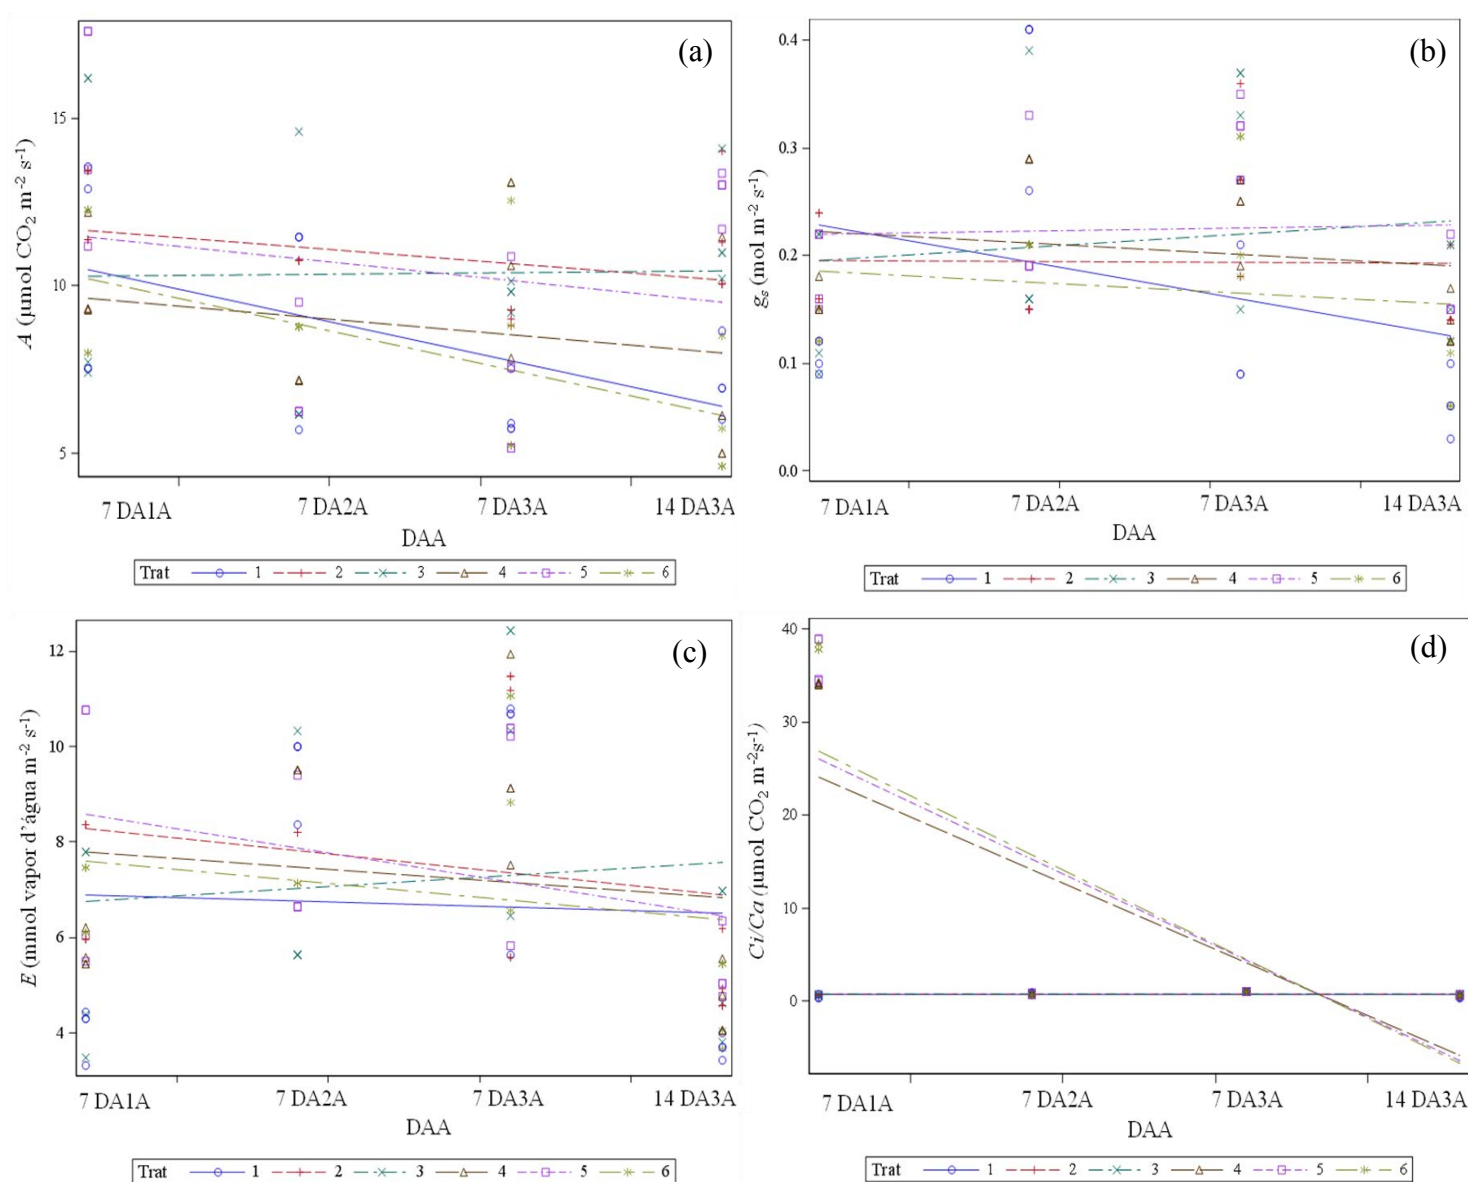 (a)
15
10
5
A (µmol CO2 m-2 s-1)
7 DA1A 7 DA2A 7 DA3A 14 DA3A
DAA
Trat 1 2 3 4 5 6
(b)
0.4
0.3
0.2
0.1
0.0
gs (mol m-2 s-1)
7 DA1A 7 DA2A 7 DA3A 14 DA3A
DAA
Trat 1 2 3 4 5 6
(c)
12
10
8
6
4
E (mmol vapor d'água m-2 s-1)
7 DA1A 7 DA2A 7 DA3A 14 DA3A
DAA
Trat 1 2 3 4 5 6
(d)
40
30
20
10
0
Ci/Ca (µmol CO2 m-2s-1)
7 DA1A 7 DA2A 7 DA3A 14 DA3A
DAA
Trat 1 2 3 4 5 6